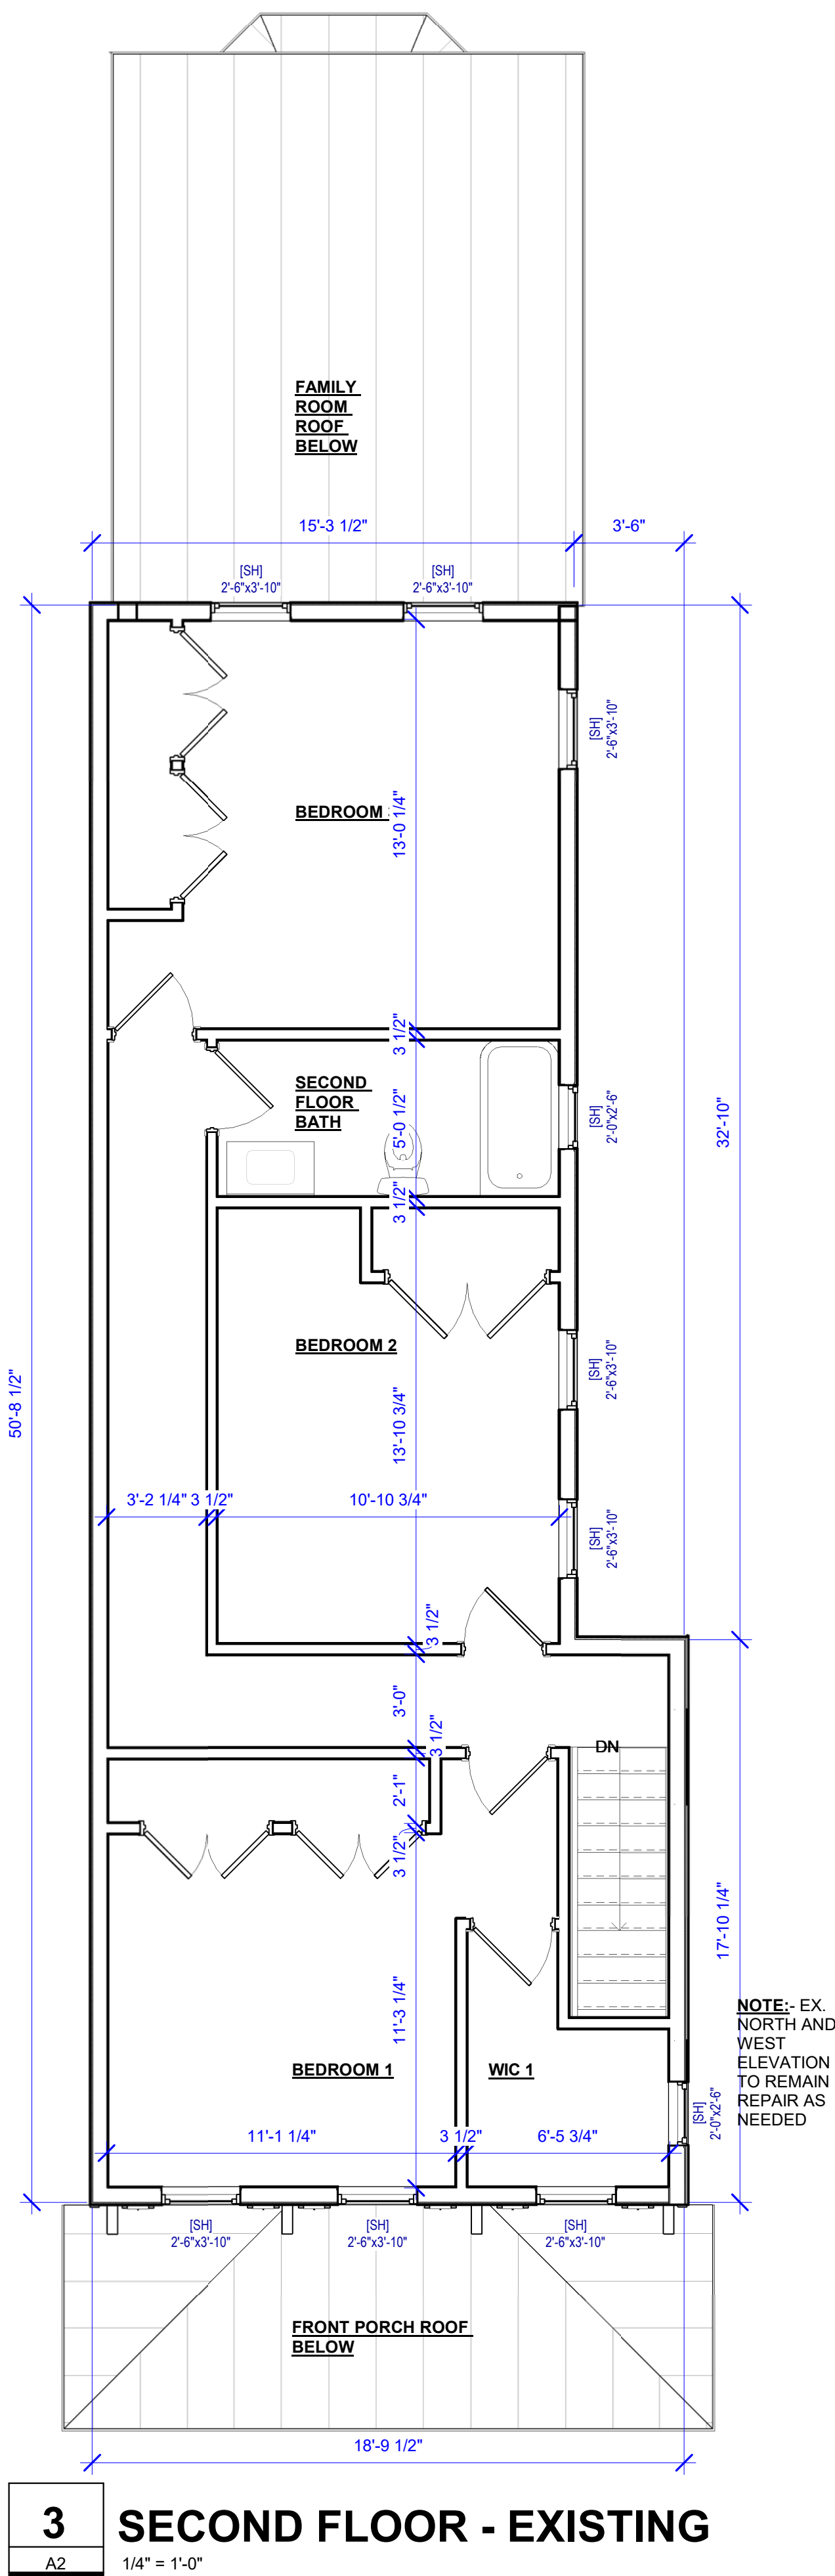 FAMILY
ROOM
ROOF
BELOW
15'-3 1/2"
3'-6"
[SH]
2'-6"x3'-10"
[SH]
2'-6"x3'-10"
[SH]
2'-6"x3'-10"
BEDROOM
13'-0 1/4"
3 1/2"
SECOND
FLOOR
BATH
5'-0 1/2"
[SH]
2'-0"x2'-6"
32'-10"
3 1/2"
BEDROOM 2
[SH]
2'-6"x3'-10"
50'-8 1/2"
13'-10 3/4"
3'-2 1/4"
3 1/2"
10'-10 3/4"
[SH]
2'-6"x3'-10"
3 1/2"
3'-0"
3 1/2"
DN
2'-1"
3 1/2"
17'-10 1/4"
11'-3 1/4"
NOTE:- EX.
NORTH AND
WEST
ELEVATION
TO REMAIN
REPAIR AS
NEEDED
BEDROOM 1
WIC 1
[SH]
2'-0"x2'-6"
11'-1 1/4"
3 1/2"
6'-5 3/4"
[SH]
2'-6"x3'-10"
[SH]
2'-6"x3'-10"
[SH]
2'-6"x3'-10"
FRONT PORCH ROOF
BELOW
18'-9 1/2"
3
SECOND FLOOR - EXISTING
A2
1/4" = 1'-0"